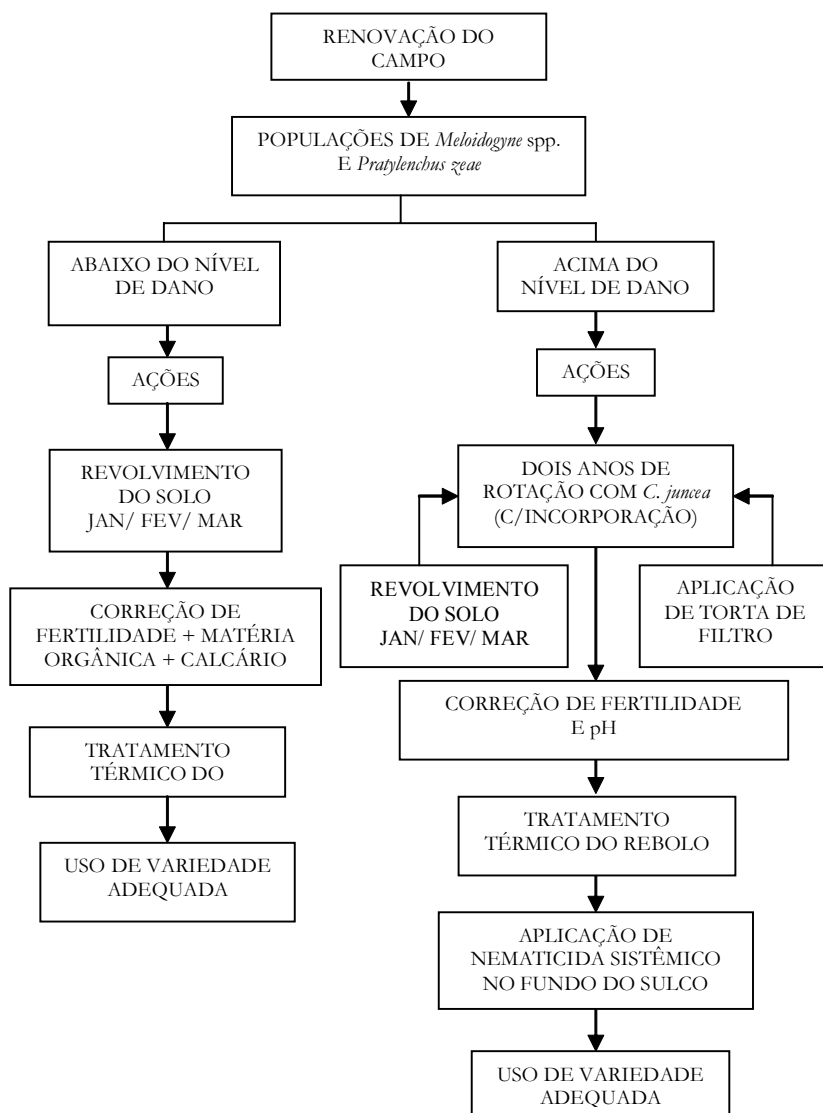 RENOVAÇÃO DO
CAMPO
POPULAÇÕES DE Meloidogyne spp.
E Pratylenchus zeae
ABAIXO DO NÍVEL
DE DANO
AÇÕES
REVOLVIMENTO
DO SOLO
JAN/ FEV/ MAR
CORREÇÃO DE
FERTILIDADE + MATÉRIA
ORGÂNICA + CALCÁRIO
TRATAMENTO
TÉRMICO DO
USO DE VARIEDADE
ADEQUADA
ACIMA DO
NÍVEL DE DANO
AÇÕES
DOIS ANOS DE
ROTAÇÃO COM C. juncea
(C/INCORPORAÇÃO)
REVOLVIMENTO
DO SOLO
JAN/ FEV/ MAR
APLICAÇÃO
DE TORTA DE
FILTRO
CORREÇÃO DE FERTILIDADE
E pH
TRATAMENTO
TÉRMICO DO REBOLO
APLICAÇÃO DE
NEMATICIDA SISTÊMICO
NO FUNDO DO SULCO
USO DE VARIEDADE
ADEQUADA